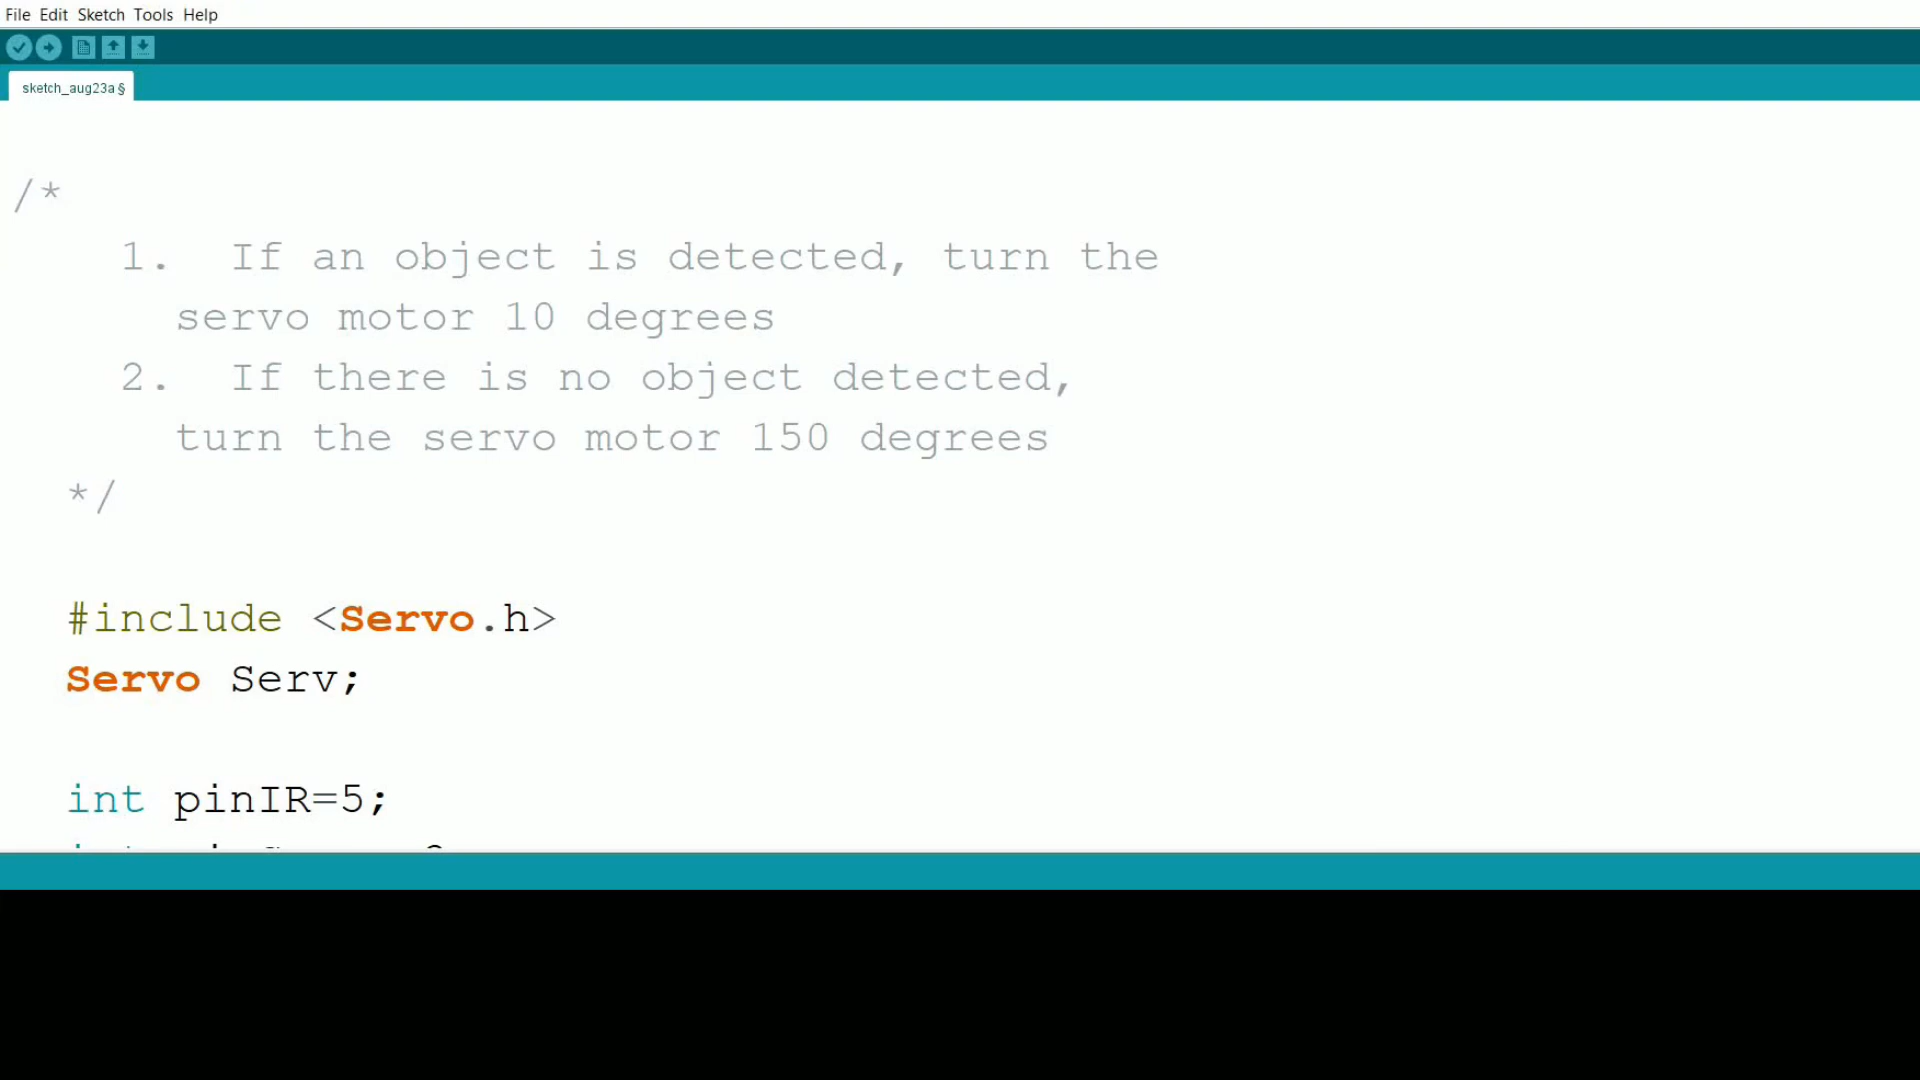 File Edit Sketch Tools Help
sketch_aug23a §
/*
1. If an object is detected, turn the
servo motor 10 degrees
2. If there is no object detected,
turn the servo motor 150 degrees
*/
#include <Servo.h>
Servo Serv;
int pinIR=5;